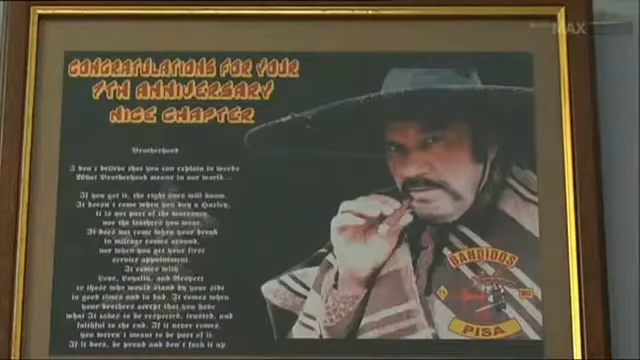 MAX
CONGRATULATIONS FOR YOUR
7TH ANNIVERSARY
NICE CHAPTER
Brotherhood
I don't believe that you can explain in words
What Brotherhood means in our world...
If you got it, the right ones will know.
It doesn't come when you buy a Harley,
it is not part of the warranty,
nor the leathers you wear.
It does not come when your break
in mileage comes around,
nor when you get your first
service appointment.
It comes with
Love, Loyalty, and Respect
to those who would stand by your side
in good times and in bad. It comes when
your brothers accept that you have
what It takes to be respected, trusted, and
faithful to the end. If it never comes,
you weren't meant to be part of it.
If it does, be proud and don't fuck it up.
BANDIDOS
MC
PISA